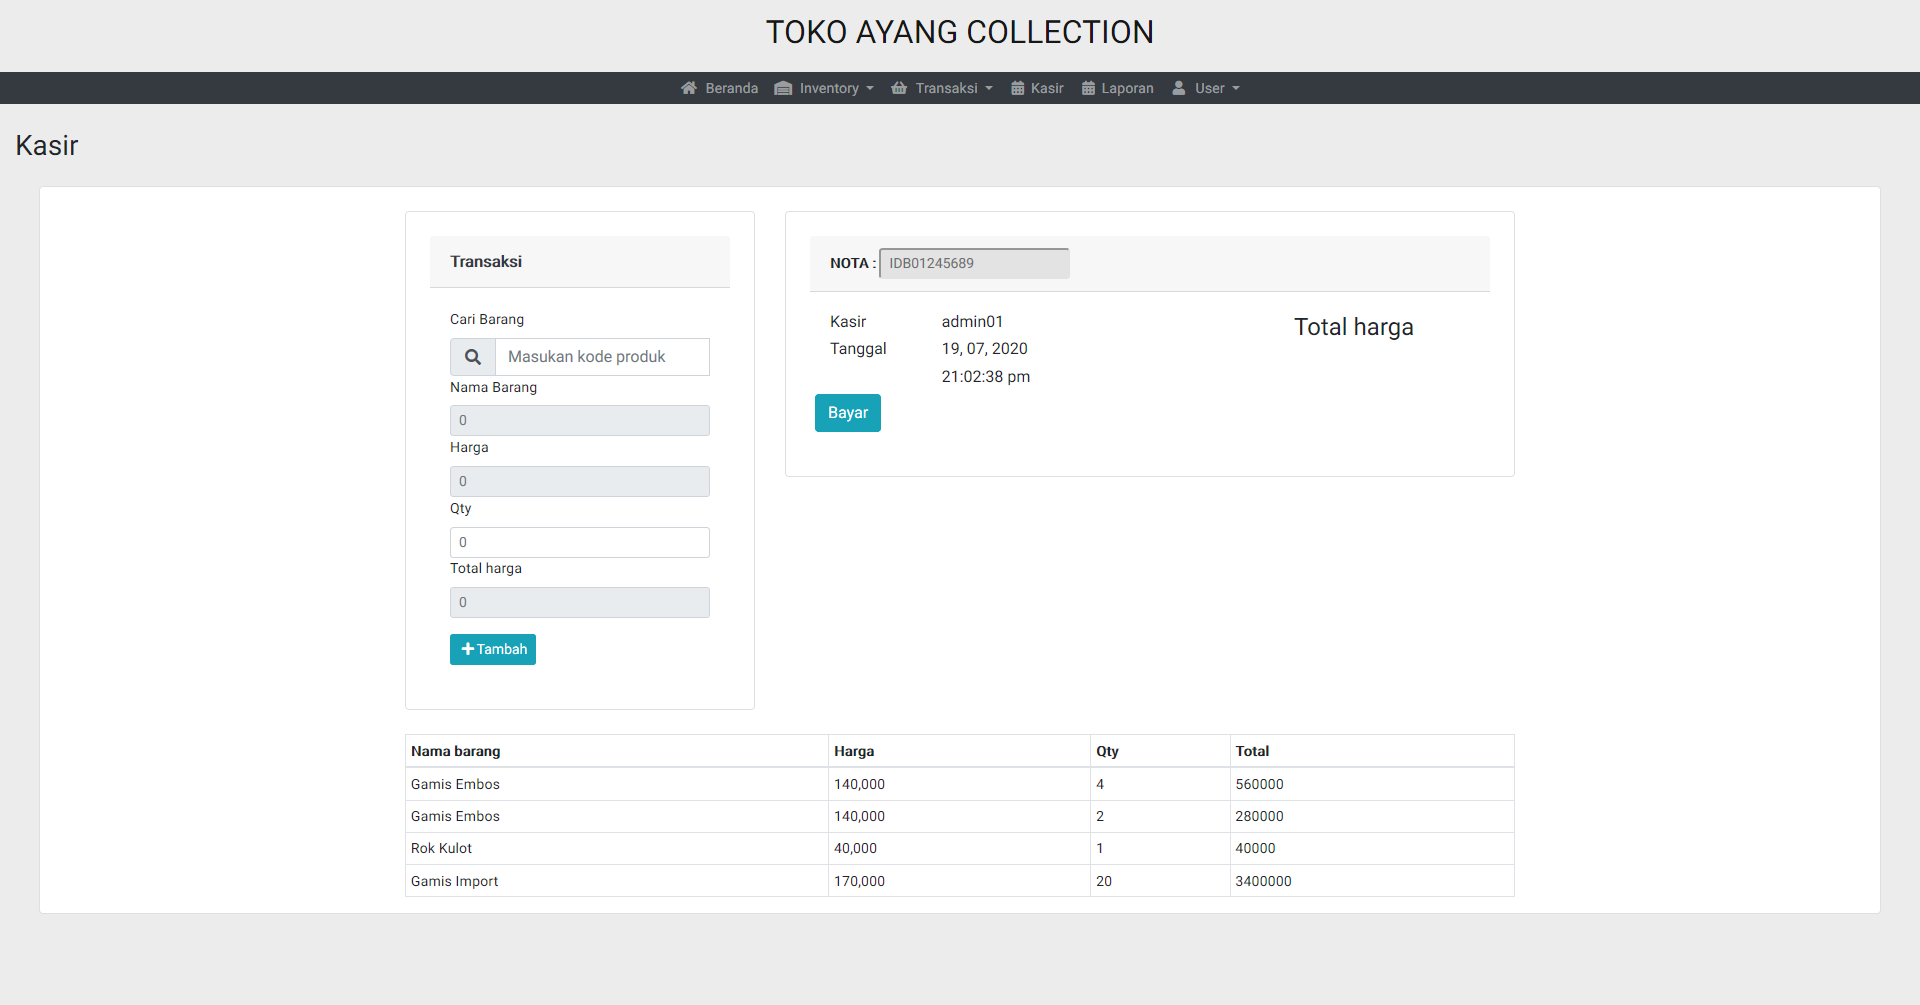 TOKO AYANG COLLECTION
Beranda Inventory Transaksi Kasir Laporan User
Kasir
Transaksi
Cari Barang
Masukan kode produk
Nama Barang
0
Harga
0
Qty
0
Total harga
0
Tambah
NOTA : IDB01245689
Kasir admin01
Tanggal 19, 07, 2020
21:02:38 pm
Total harga
Bayar
Nama barang Harga Qty Total
Gamis Embos 140,000 4 560000
Gamis Embos 140,000 2 280000
Rok Kulot 40,000 1 40000
Gamis Import 170,000 20 3400000